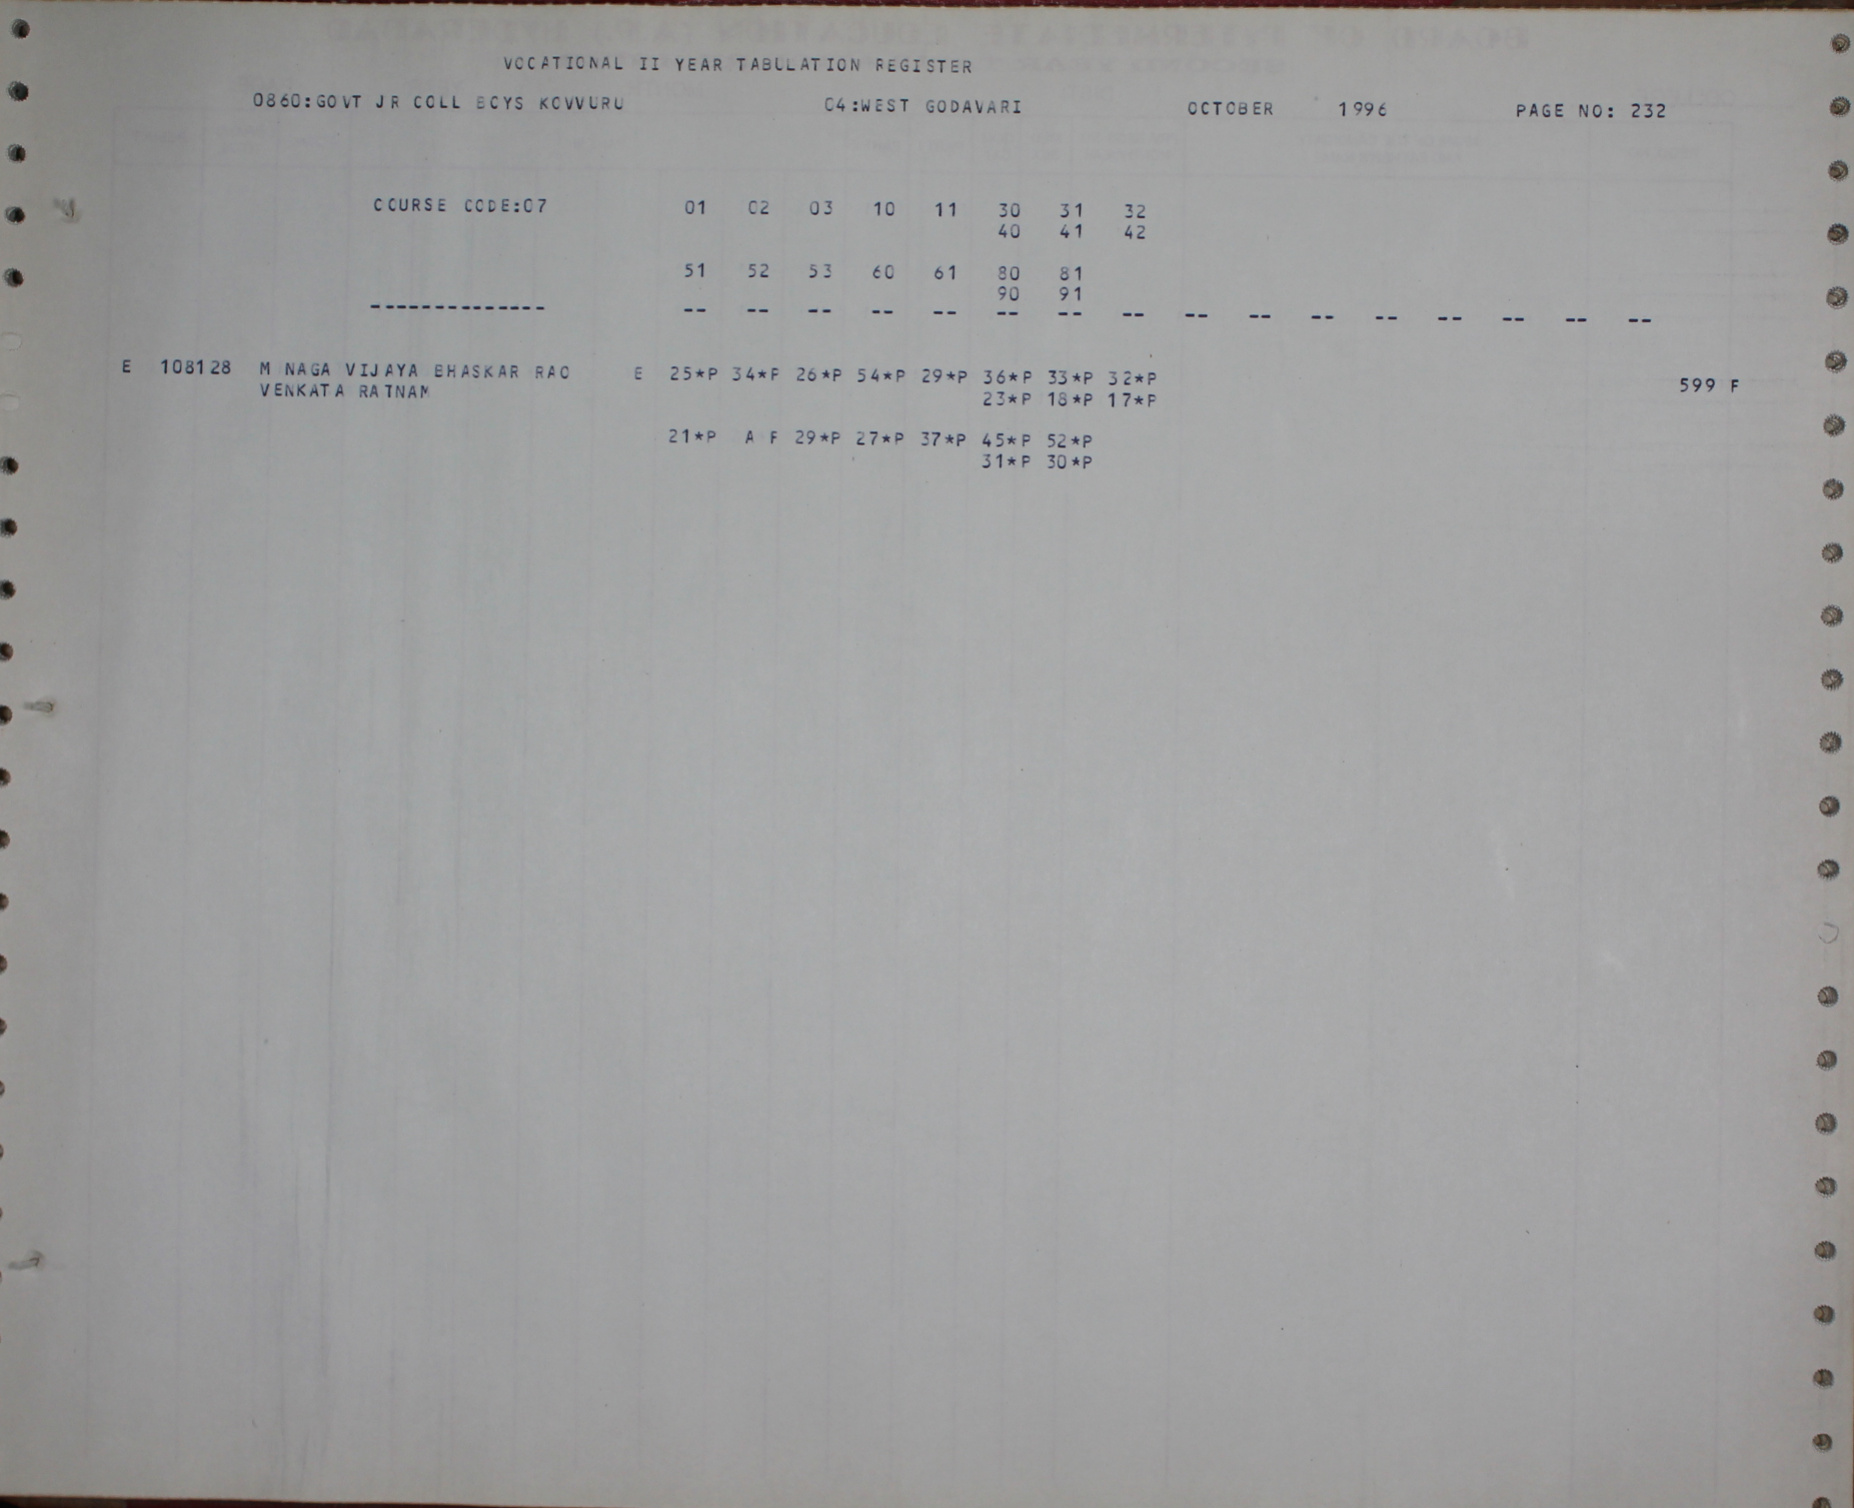 VOCATIONAL II YEAR TABULATION REGISTER
0860:GOVT JR COLL BOYS KOVVURU 04:WEST GODAVARI OCTOBER 1996 PAGE NO: 232
COURSE CODE:07 01 02 03 10 11 30 31 32
40 41 42
51 52 53 60 61 80 81
90 91
-------------- -- -- -- -- -- -- -- -- -- -- -- -- -- -- -- --
E 108128 M NAGA VIJAYA BHASKAR RAO E 25*P 34*P 26*P 54*P 29*P 36*P 33*P 32*P
VENKATA RATNAM 23*P 18*P 17*P 599 F
21*P A F 29*P 27*P 37*P 45*P 52*P
31*P 30*P